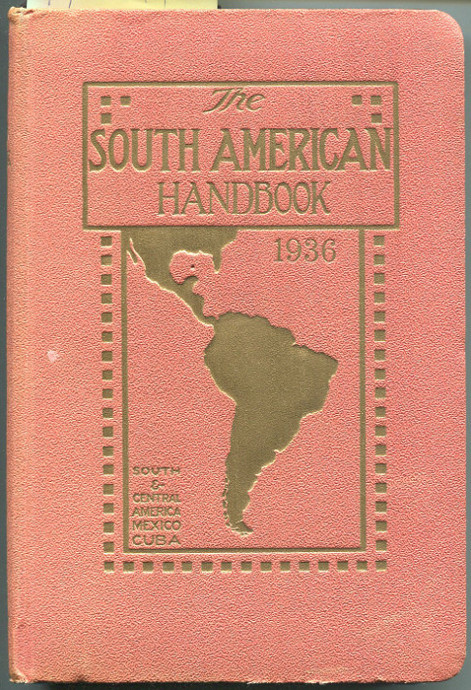 The
SOUTH AMERICAN
HANDBOOK
1936
SOUTH
&
CENTRAL
AMERICA
MEXICO
CUBA